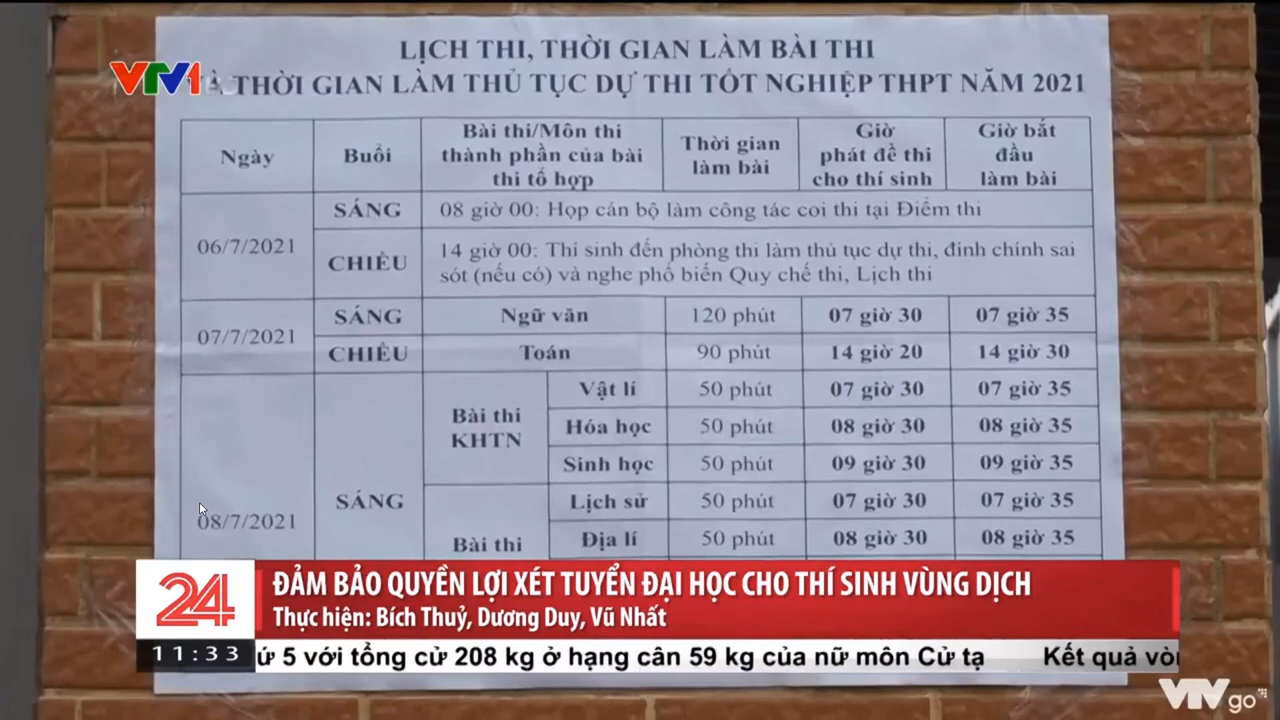 LỊCH THI, THỜI GIAN LÀM BÀI THI
VTV1
THỜI GIAN LÀM THỦ TỤC DỰ THI TỐT NGHIỆP THPT NĂM 2021
Ngày Buổi Bài thi/Môn thi thành phần của bài thi tổ hợp Thời gian làm bài Giờ phát đề thi cho thí sinh Giờ bắt đầu làm bài
06/7/2021 SÁNG 08 giờ 00: Họp cán bộ làm công tác coi thi tại Điểm thi
CHIỀU 14 giờ 00: Thí sinh đến phòng thi làm thủ tục dự thi, đính chính sai
sót (nếu có) và nghe phổ biến Quy chế thi, Lịch thi
07/7/2021 SÁNG Ngữ văn 120 phút 07 giờ 30 07 giờ 35
CHIỀU Toán 90 phút 14 giờ 20 14 giờ 30
08/7/2021 SÁNG Bài thi KHTN Vật lí 50 phút 07 giờ 30 07 giờ 35
Hóa học 50 phút 08 giờ 30 08 giờ 35
Sinh học 50 phút 09 giờ 30 09 giờ 35
Bài thi Lịch sử 50 phút 07 giờ 30 07 giờ 35
Địa lí 50 phút 08 giờ 30 08 giờ 35
24
ĐẢM BẢO QUYỀN LỢI XÉT TUYỂN ĐẠI HỌC CHO THÍ SINH VÙNG DỊCH
Thực hiện: Bích Thuỷ, Dương Duy, Vũ Nhất
11:33 ứ 5 với tổng cử 208 kg ở hạng cân 59 kg của nữ môn Cử tạ Kết quả
VTV go